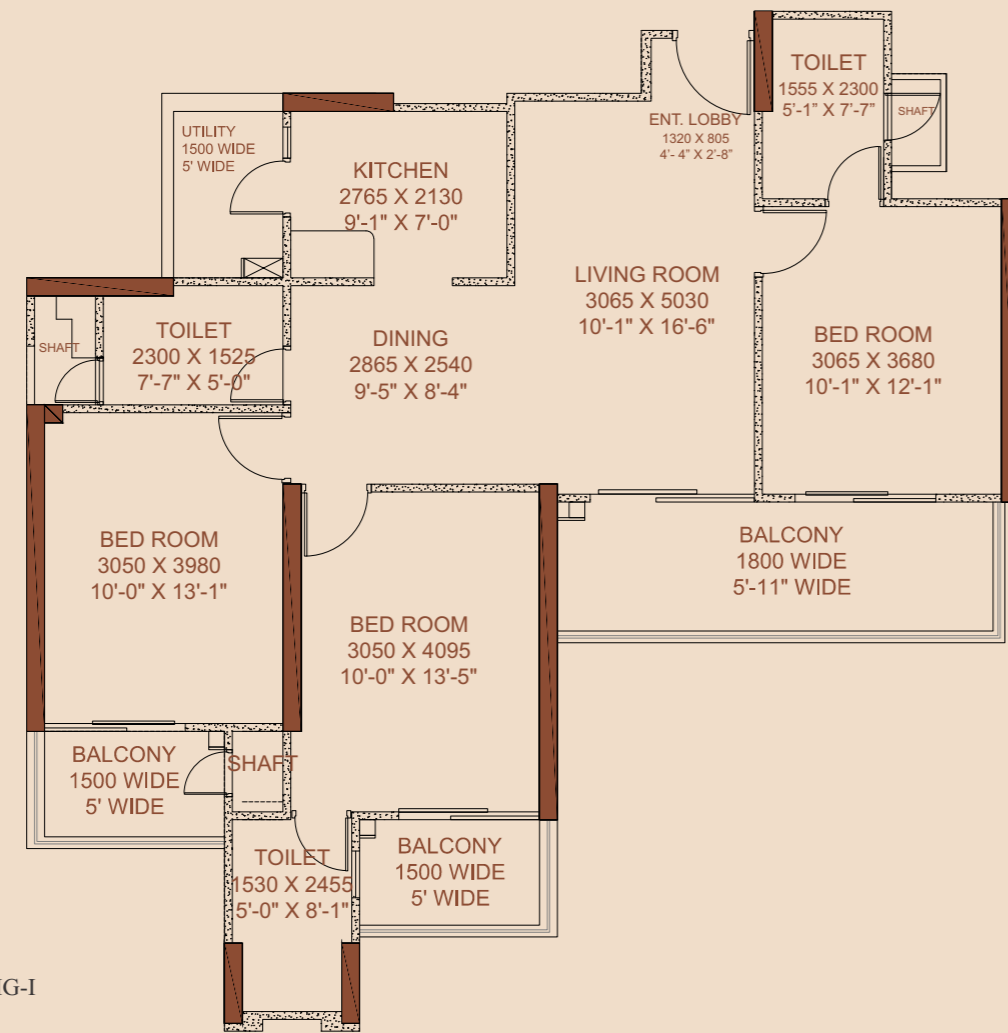 TOILET
1555 X 2300
5'-1" X 7'-7"
SHAFT
ENT. LOBBY
1320 X 805
4'- 4" X 2'-8"
UTILITY
1500 WIDE
5' WIDE
KITCHEN
2765 X 2130
9'-1" X 7'-0"
LIVING ROOM
3065 X 5030
10'-1" X 16'-6"
BED ROOM
3065 X 3680
10'-1" X 12'-1"
SHAFT
TOILET
2300 X 1525
7'-7" X 5'-0"
DINING
2865 X 2540
9'-5" X 8'-4"
BED ROOM
3050 X 3980
10'-0" X 13'-1"
BALCONY
1800 WIDE
5'-11" WIDE
BED ROOM
3050 X 4095
10'-0" X 13'-5"
BALCONY
1500 WIDE
5' WIDE
SHAFT
TOILET
1530 X 2455
5'-0" X 8'-1"
BALCONY
1500 WIDE
5' WIDE